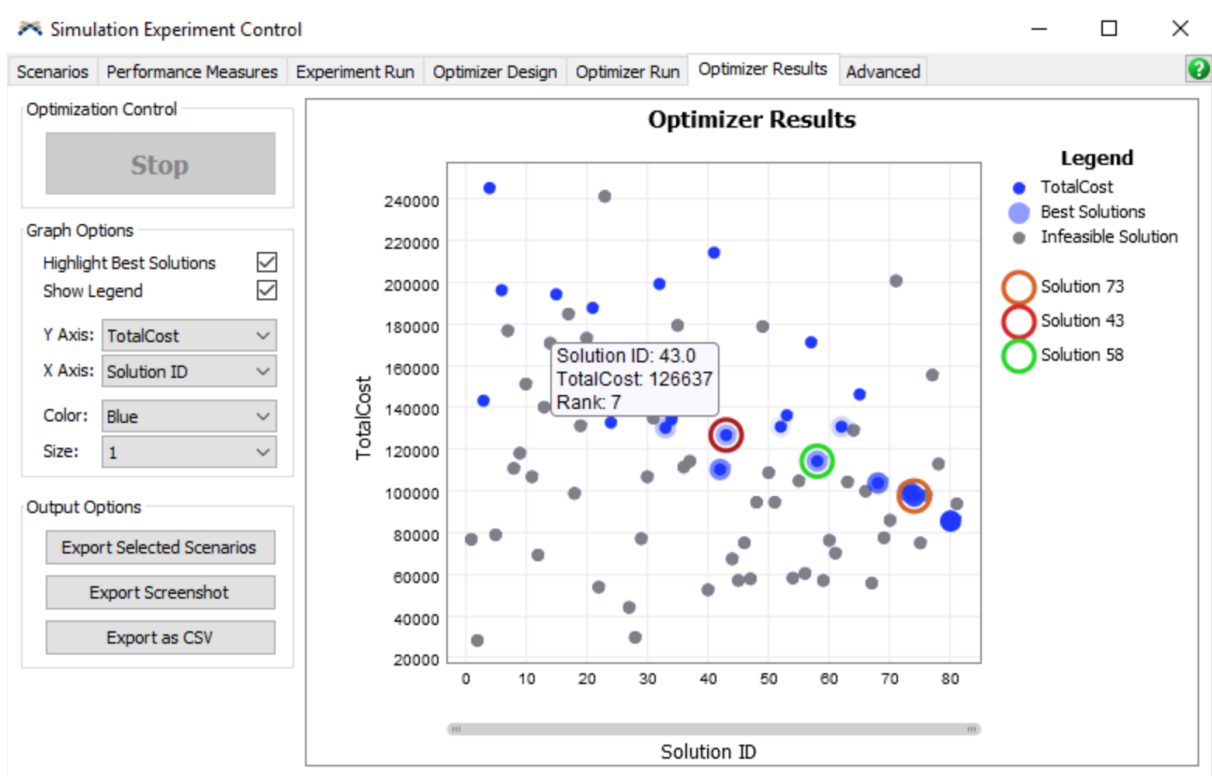 Simulation Experiment Control
Scenarios Performance Measures Experiment Run Optimizer Design Optimizer Run Optimizer Results Advanced ?
Optimization Control
Stop
Graph Options
Highlight Best Solutions
Show Legend
Y Axis: TotalCost
X Axis: Solution ID
Color: Blue
Size: 1
Output Options
Export Selected Scenarios
Export Screenshot
Export as CSV
Optimizer Results
TotalCost
240000
220000
200000
180000
160000
140000
120000
100000
80000
60000
40000
20000
Solution ID: 43.0
TotalCost: 126637
Rank: 7
0 10 20 30 40 50 60 70 80
Solution ID
Legend
TotalCost
Best Solutions
Infeasible Solution
Solution 73
Solution 43
Solution 58